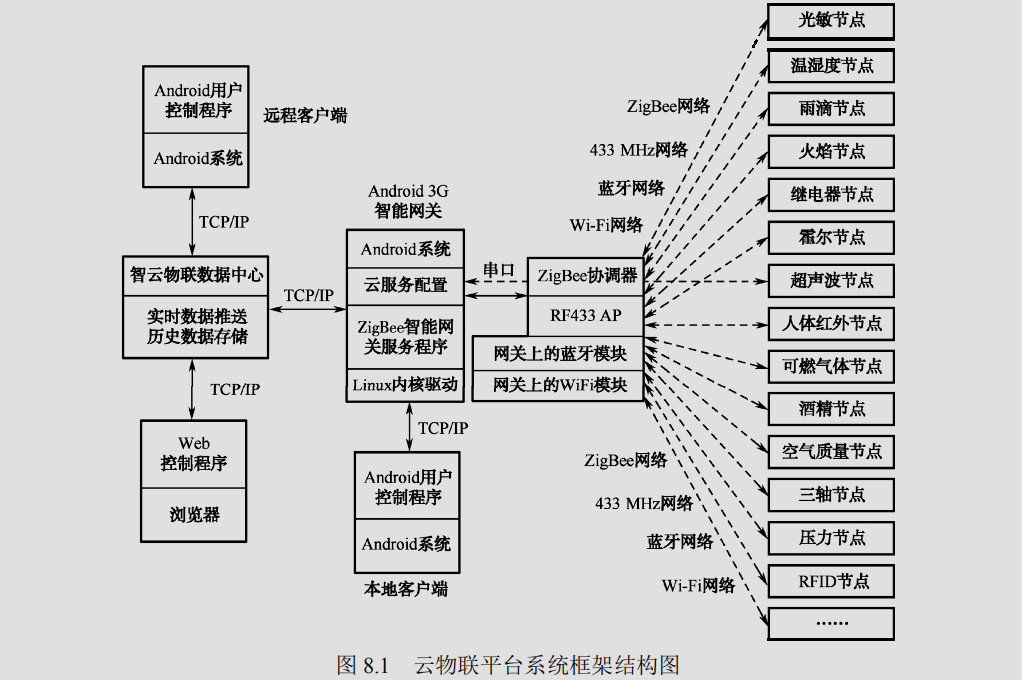 Android用户
控制程序
Android系统
远程客户端
TCP/IP
智云物联数据中心
实时数据推送
历史数据存储
TCP/IP
Web
控制程序
浏览器
TCP/IP
Android 3G
智能网关
Android系统
云服务配置
ZigBee智能网
关服务程序
Linux内核驱动
TCP/IP
Android用户
控制程序
Android系统
本地客户端
串口
ZigBee协调器
RF433 AP
网关上的蓝牙模块
网关上的WiFi模块
ZigBee网络
433 MHz网络
蓝牙网络
Wi-Fi网络
ZigBee网络
433 MHz网络
蓝牙网络
Wi-Fi网络
光敏节点
温湿度节点
雨滴节点
火焰节点
继电器节点
霍尔节点
超声波节点
人体红外节点
可燃气体节点
酒精节点
空气质量节点
三轴节点
压力节点
RFID节点
……
图 8.1 云物联平台系统框架结构图